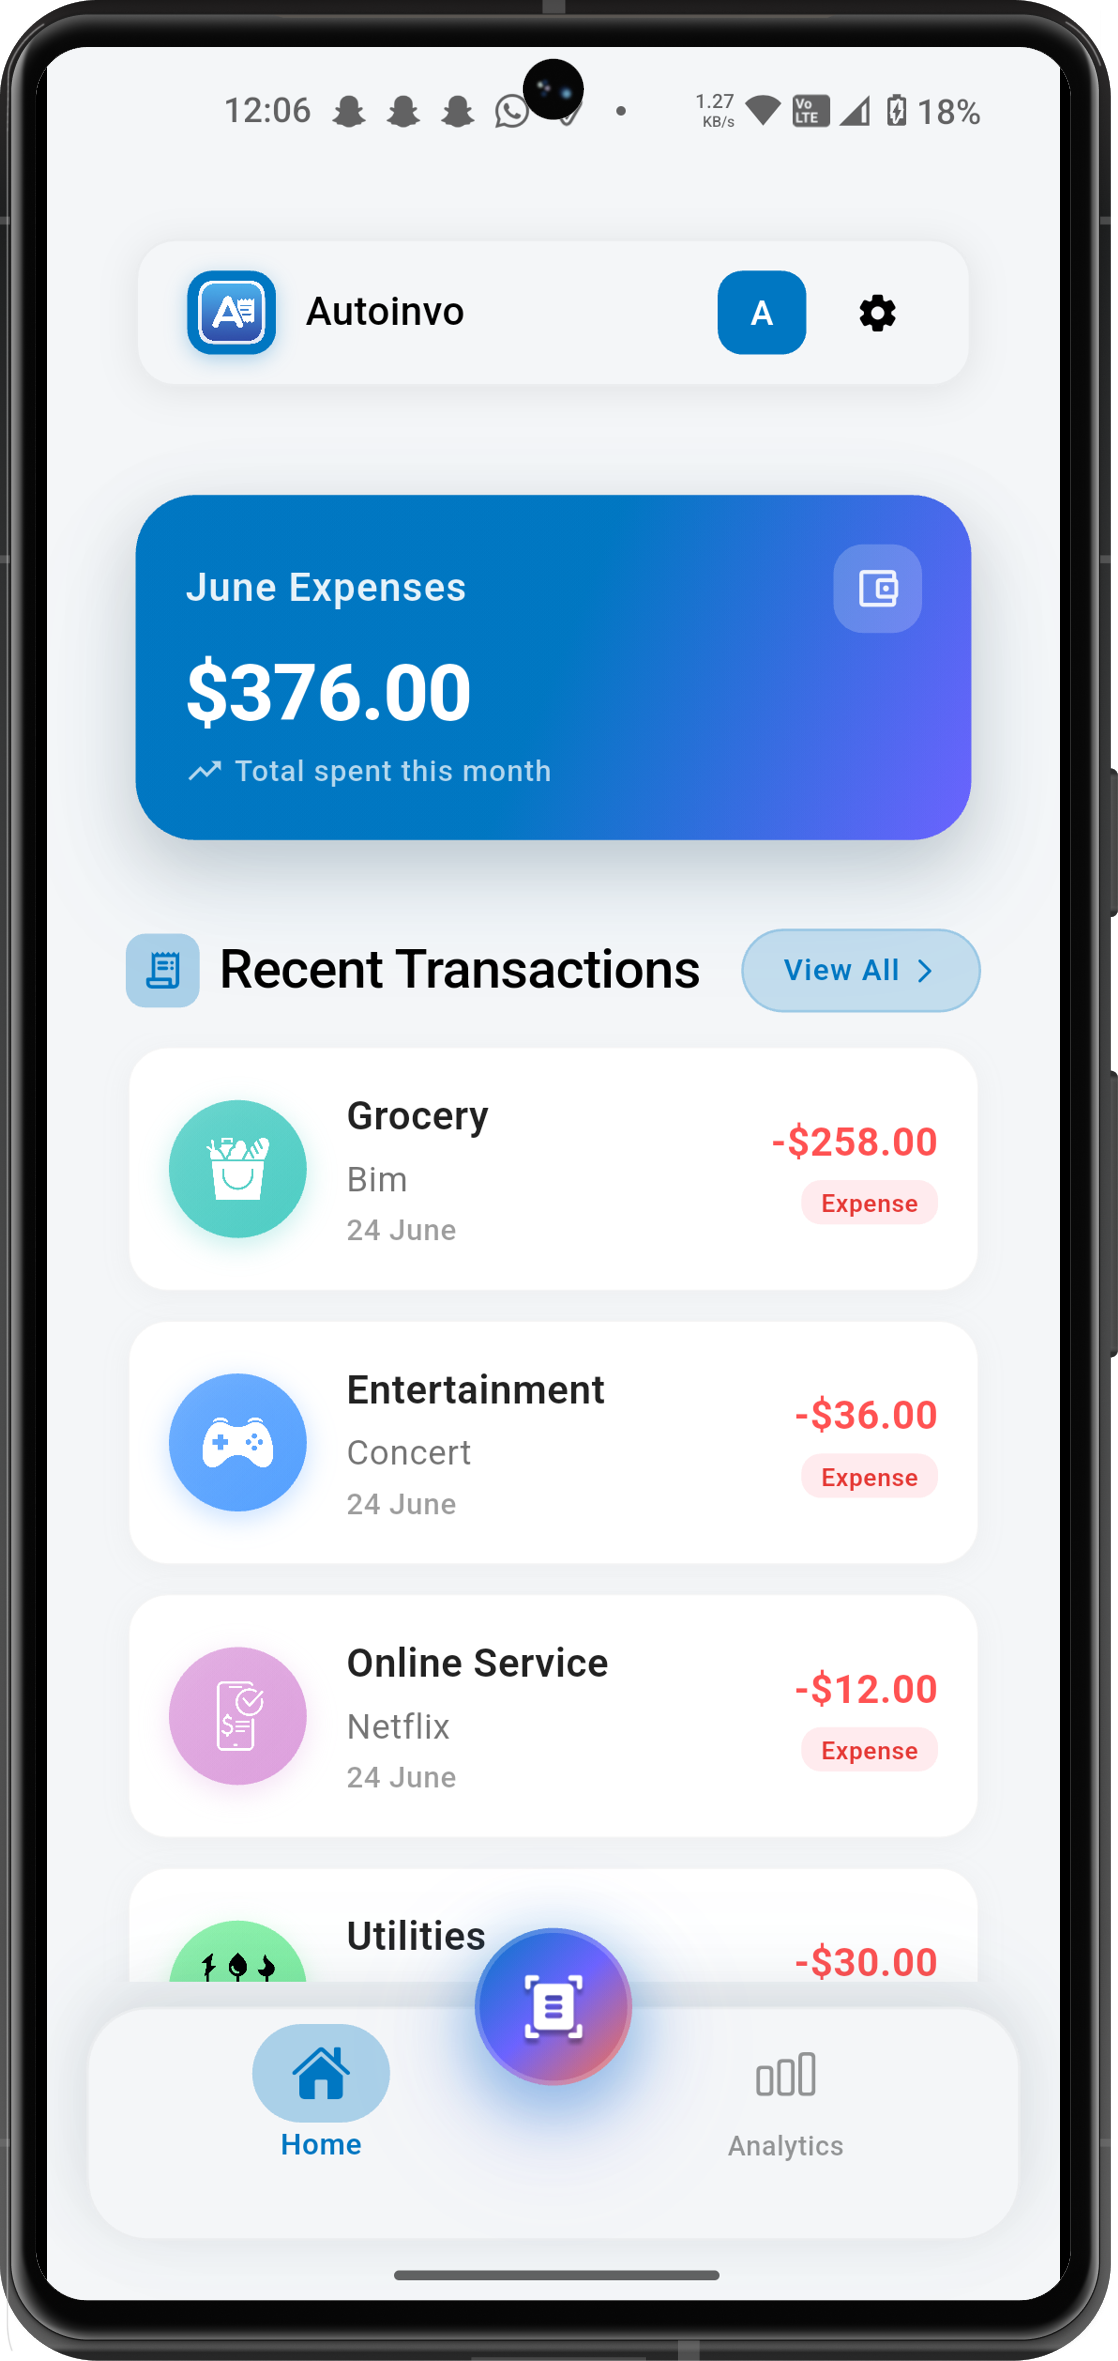 12:06
1.27
KB/s
Vo
LTE
18%
A
Autoinvo
A
June Expenses
$376.00
Total spent this month
Recent Transactions
View All
Grocery
Bim
24 June
-$258.00
Expense
Entertainment
Concert
24 June
-$36.00
Expense
Online Service
Netflix
24 June
-$12.00
Expense
$
Utilities
-$30.00
Home
Analytics